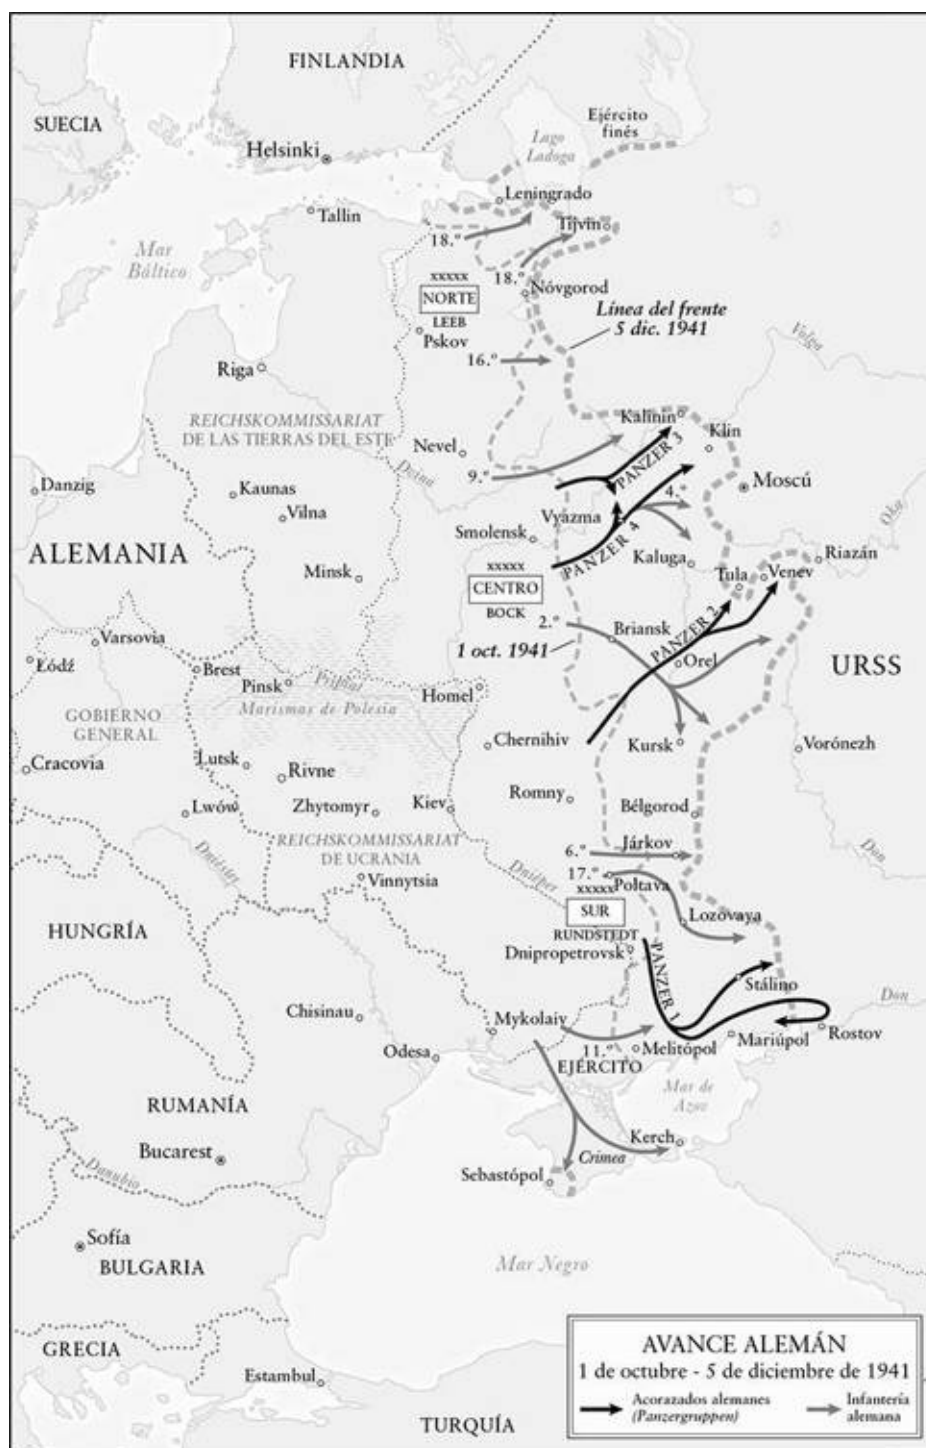 FINLANDIA
SUECIA
Ejército
finés
Lago
Ladoga
Helsinki
Leningrado
Tallin
Tijvin
18.º
Mar
Báltico
18.º
xxxxx
NORTE
LEEB
Nóvgorod
Línea del frente
5 dic. 1941
Pskov
Volga
16.º
Riga
REICHSKOMMISSARIAT
DE LAS TIERRAS DEL ESTE
Kalinin
Klin
Nevel
PANZER 3
9.º
Dviná
Danzig
Kaunas
Moscú
4.º
Vilna
Vyazma
Oka
Smolensk
PANZER 4
ALEMANIA
Kaluga
Riazán
Minsk
xxxxx
CENTRO
BOCK
Tula
Venev
2.º
Briansk
PANZER 2
Varsovia
1 oct. 1941
Łódź
Brest
Orel
URSS
Pinsk
Prípiat
Homel
Marismas de Polesia
GOBIERNO
GENERAL
Chernihiv
Kursk
Vorónezh
Cracovia
Lutsk
Rivne
Romny
Lwów
Zhytomyr
Kiev
Bélgorod
REICHSKOMMISSARIAT
DE UCRANIA
Dniéster
6.º
Járkov
Don
Vinnytsia
Dniéper
17.º
Poltava
xxxxx
SUR
RUNDSTEDT
Lozovaya
HUNGRÍA
Dnipropetrovsk
PANZER 1
Stálino
Don
Chisinau
Mykolaiv
Mariúpol
Rostov
Odesa
11.º
EJÉRCITO
Melitópol
Mar de
Azov
RUMANÍA
Bucarest
Kerch
Crimea
Danubio
Sebastópol
Sofía
BULGARIA
Mar Negro
GRECIA
Estambul
TURQUÍA
AVANCE ALEMÁN
1 de octubre - 5 de diciembre de 1941
Acorazados alemanes
(Panzergruppen)
Infantería
alemana